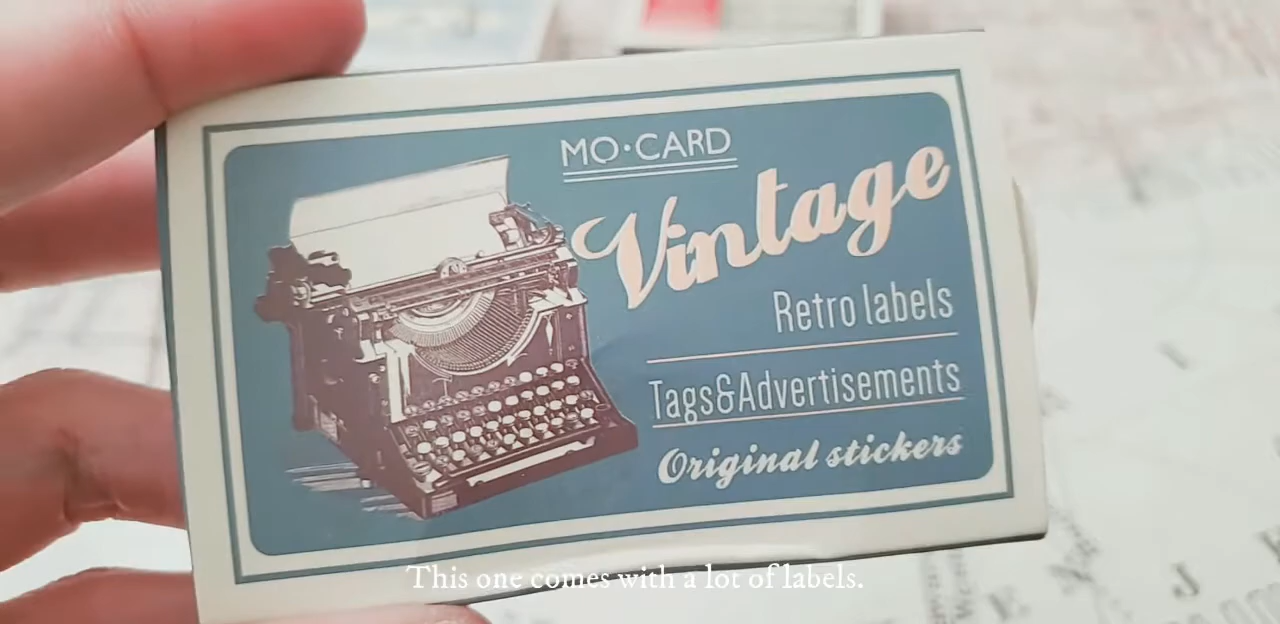 MO·CARD
Vintage
Retro labels
Tags&Advertisements
Original stickers
This one comes with a lot of labels.
J